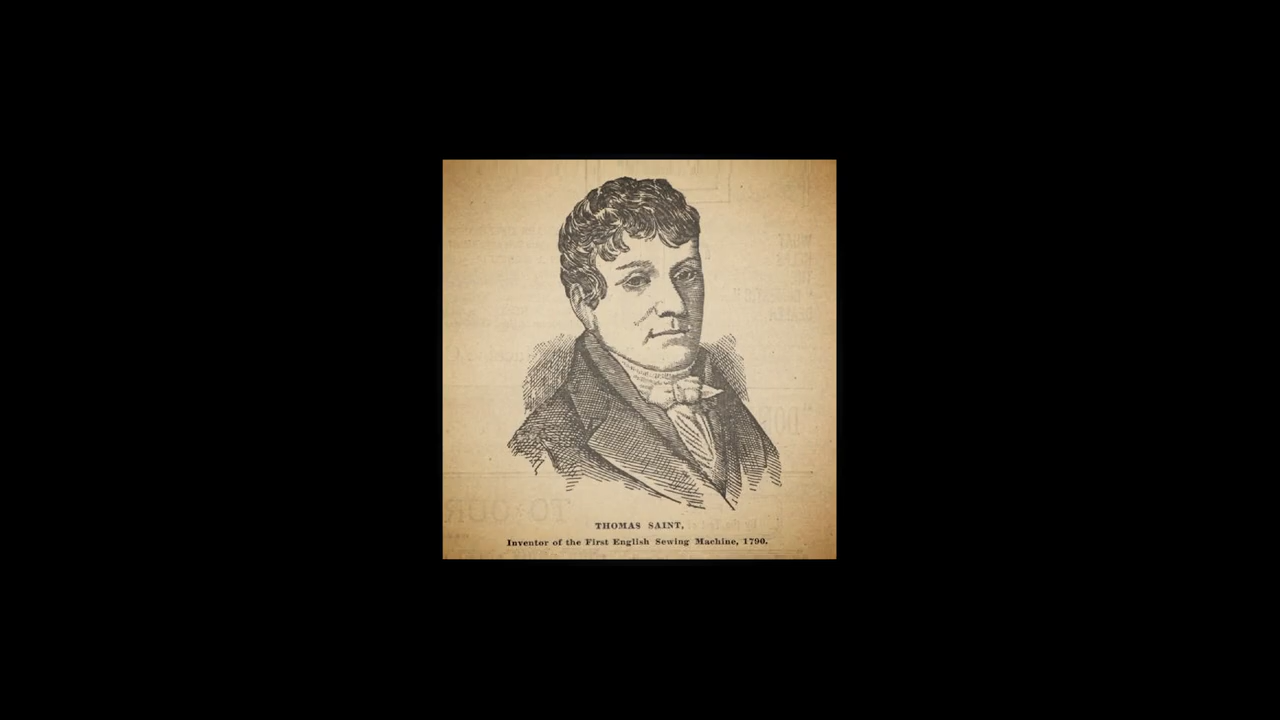 THOMAS SAINT,
Inventor of the First English Sewing Machine, 1790.